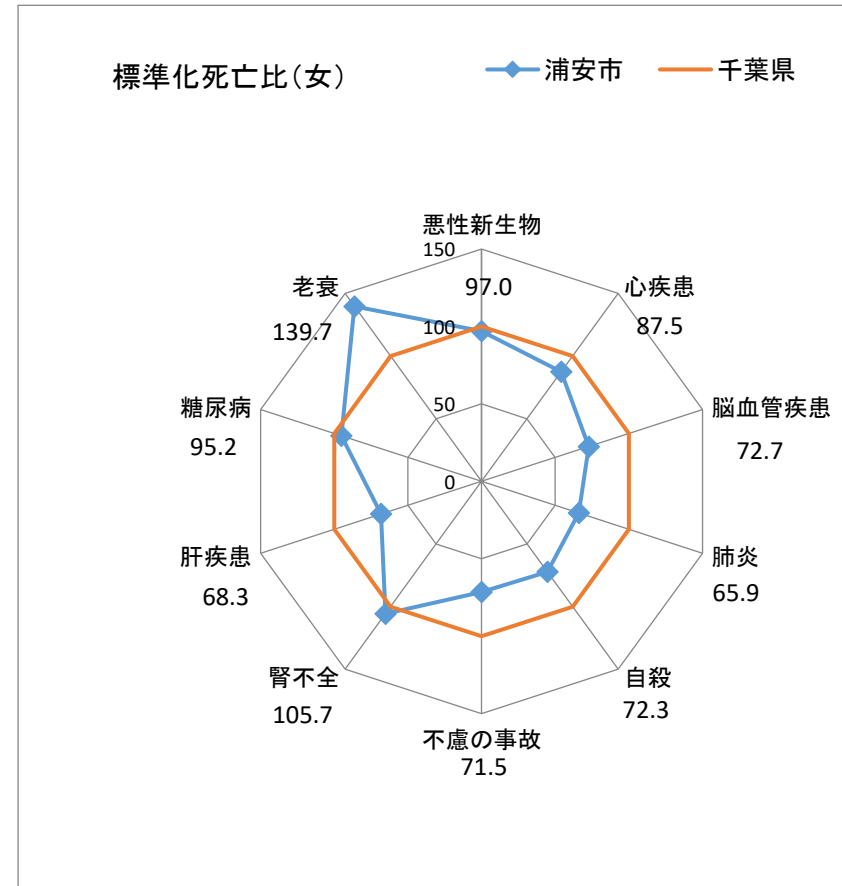 標準化死亡比(女)
浦安市
千葉県
悪性新生物
97.0
心疾患
87.5
脳血管疾患
72.7
肺炎
65.9
自殺
72.3
不慮の事故
71.5
腎不全
105.7
肝疾患
68.3
糖尿病
95.2
老衰
139.7
150
100
50
0